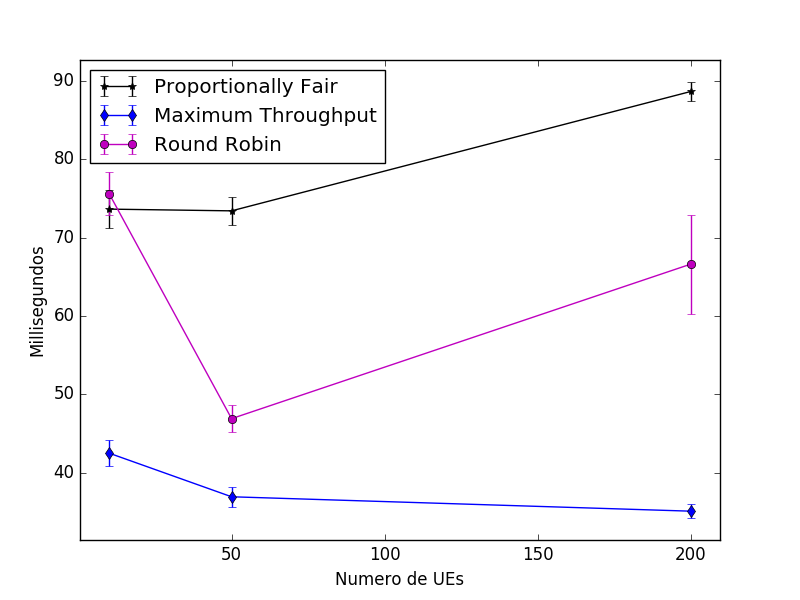 Proportionally Fair
Maximum Throughput
Round Robin
90
80
70
60
50
40
Millisegundos
50 100 150 200
Numero de UEs